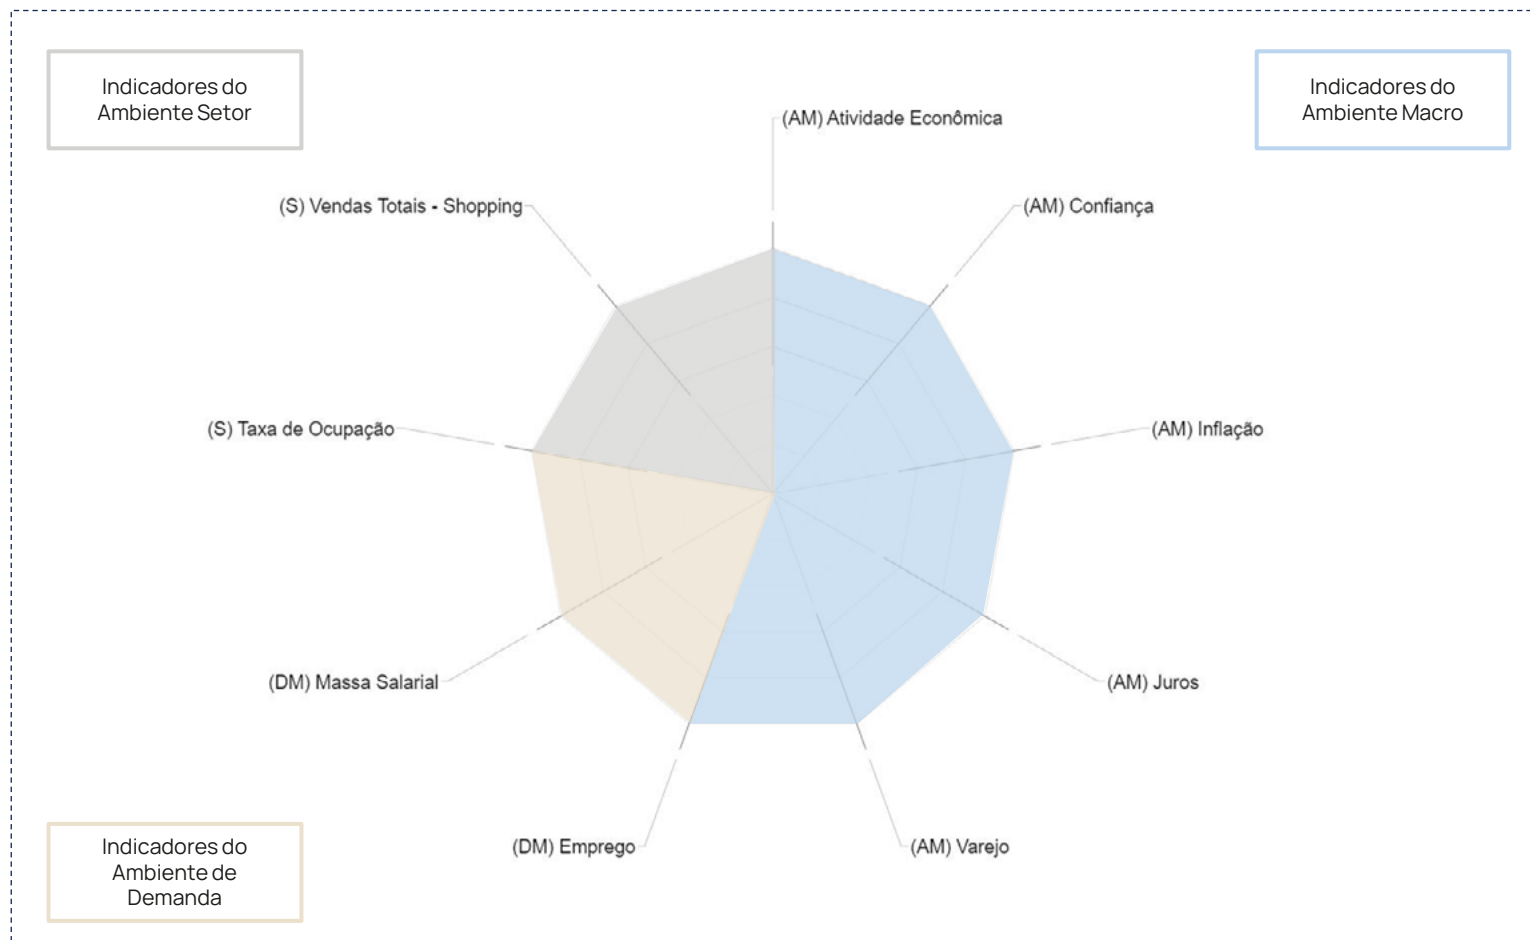 Indicadores do
Ambiente Setor
Indicadores do
Ambiente Macro
(AM) Atividade Econômica
(S) Vendas Totais - Shopping
(AM) Confiança
(S) Taxa de Ocupação
(AM) Inflação
(DM) Massa Salarial
(AM) Juros
(DM) Emprego
(AM) Varejo
Indicadores do
Ambiente de
Demanda